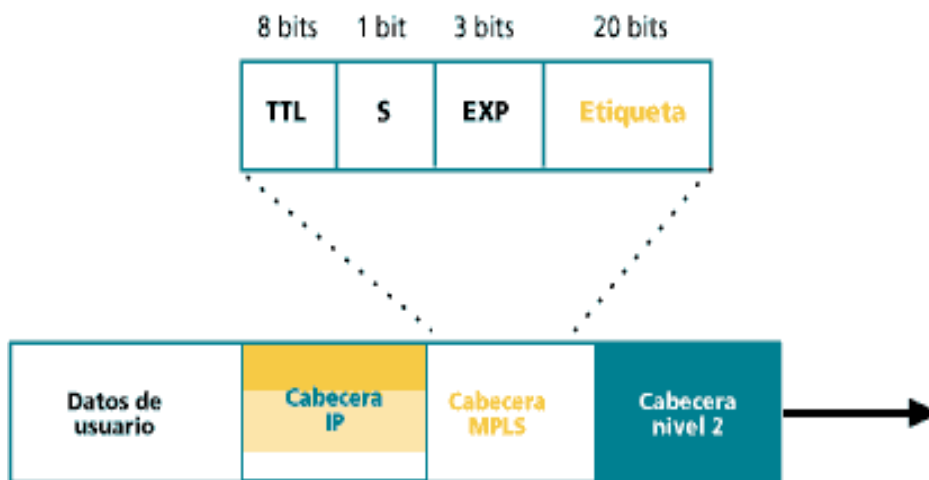 8 bits 1 bit 3 bits 20 bits
TTL S EXP Etiqueta
Datos de
usuario
Cabecera
IP
Cabecera
MPLS
Cabecera
nivel 2